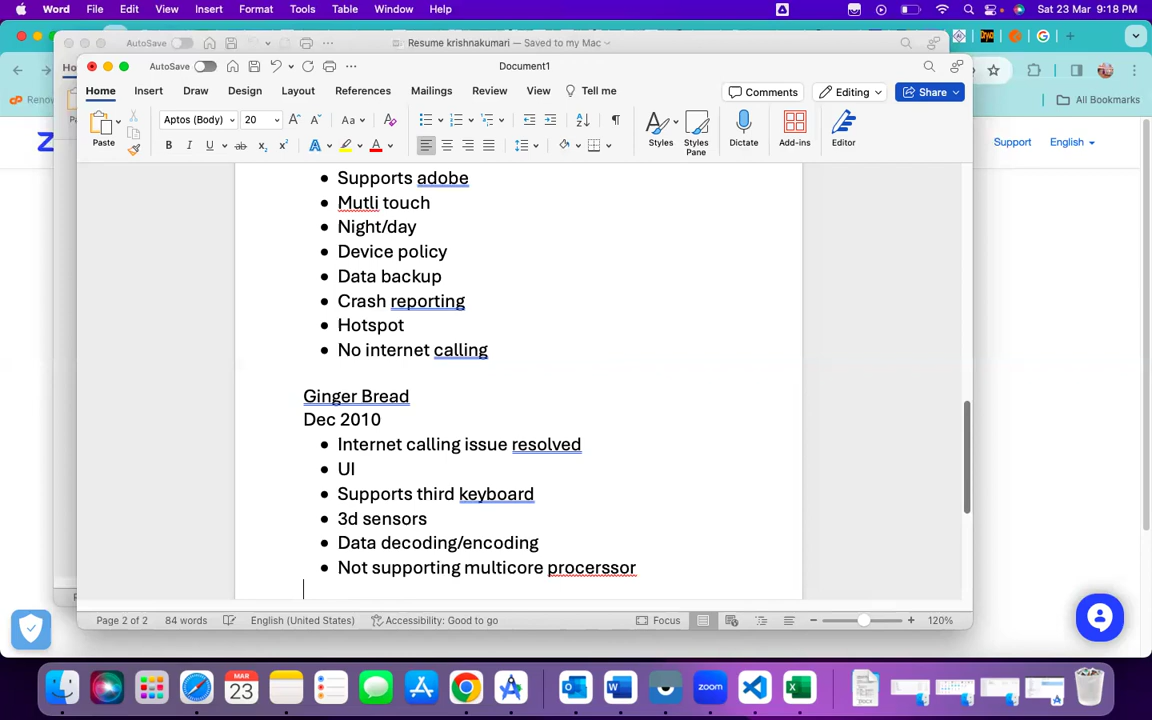 Word File Edit View Insert Format Tools Table Window Help Sat 23 Mar 9:18 PM
AutoSave Resume krishnakumari — Saved to my Mac
AutoSave Document1
Home Insert Draw Design Layout References Mailings Review View Tell me Comments Editing Share
All Bookmarks
Aptos (Body) 20
Paste Styles Styles Pane Dictate Add-ins Editor
Support English
Supports adobe
Mutli touch
Night/day
Device policy
Data backup
Crash reporting
Hotspot
No internet calling
Ginger Bread
Dec 2010
Internet calling issue resolved
UI
Supports third keyboard
3d sensors
Data decoding/encoding
Not supporting multicore procerssor
Page 2 of 2 84 words English (United States) Accessibility: Good to go Focus 120%
MAR
23
zoom